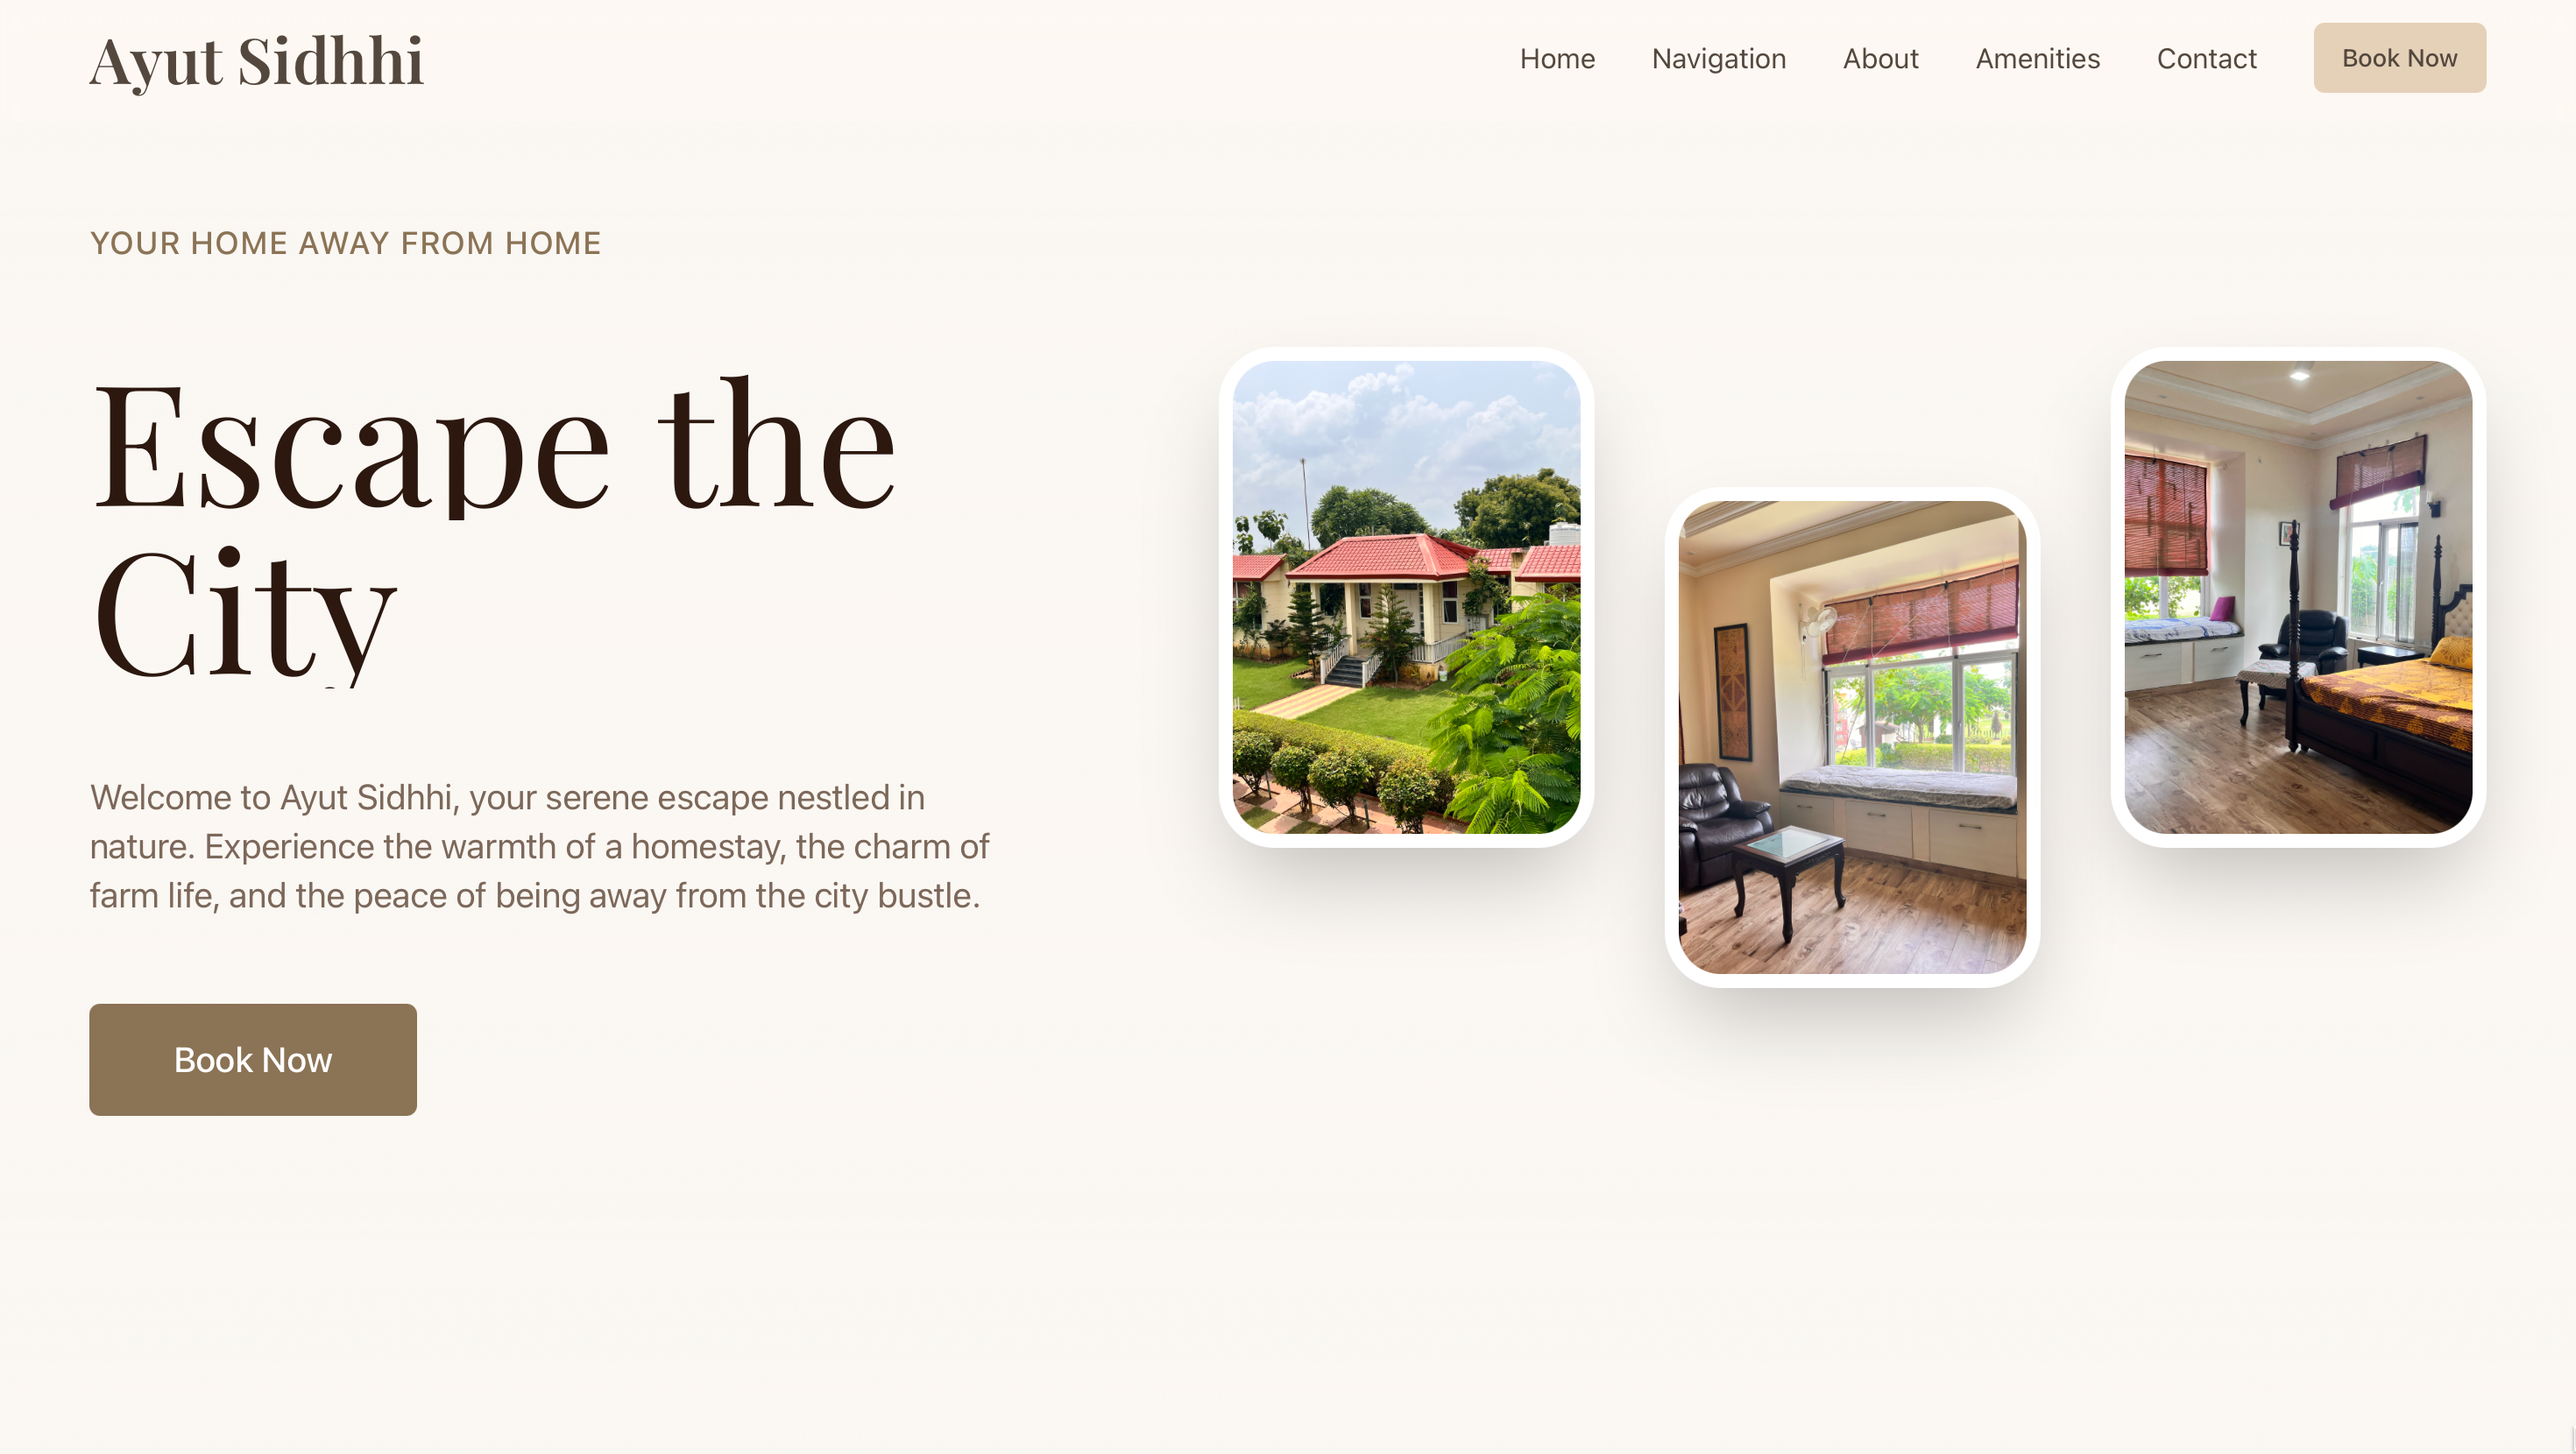 Ayut Sidhhi
Home Navigation About Amenities Contact Book Now
YOUR HOME AWAY FROM HOME
Escape the
City
Welcome to Ayut Sidhhi, your serene escape nestled in
nature. Experience the warmth of a homestay, the charm of
farm life, and the peace of being away from the city bustle.
Book Now